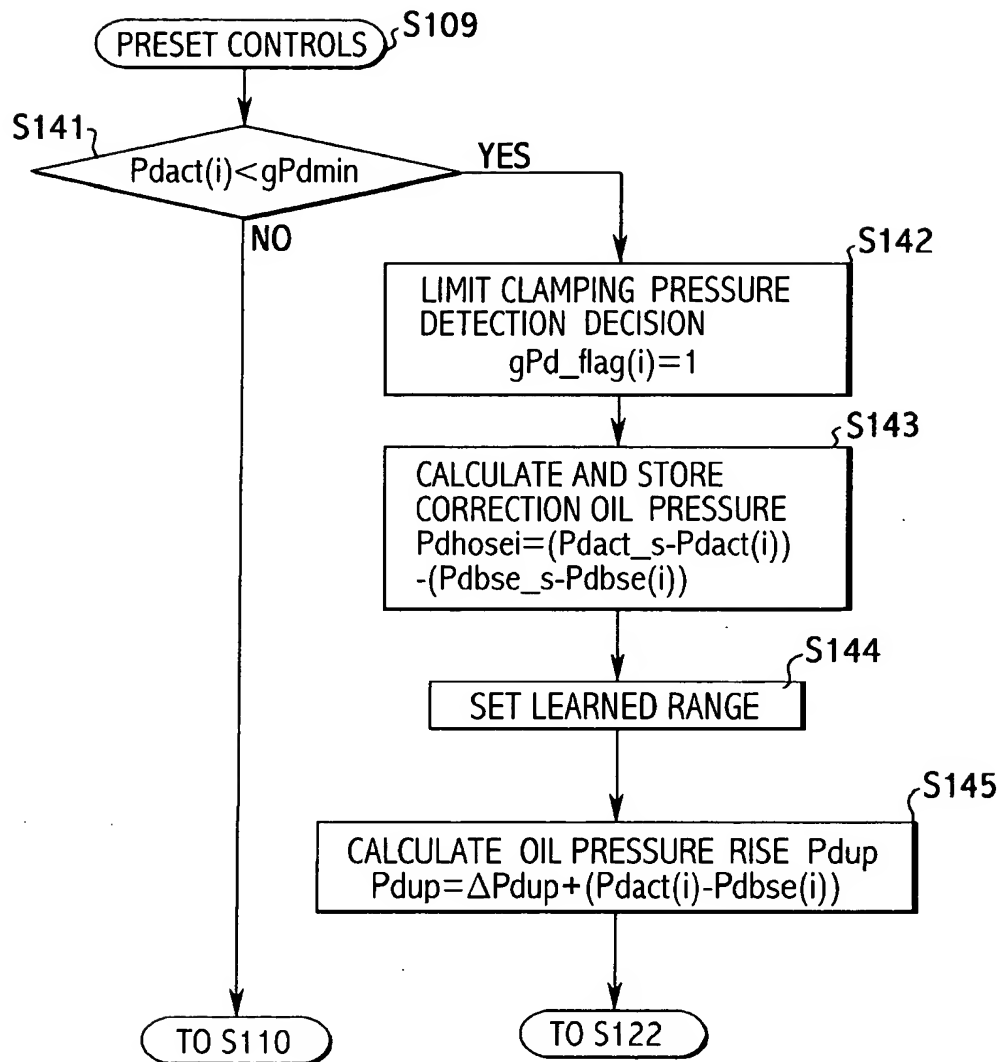 PRESET CONTROLS
S109
S141
Pdact(i)<gPdmin
YES
NO
S142
LIMIT CLAMPING PRESSURE
DETECTION DECISION
gPd_flag(i)=1
S143
CALCULATE AND STORE
CORRECTION OIL PRESSURE
Pdhosei=(Pdact_s-Pdact(i))
-(Pdbse_s-Pdbse(i))
S144
SET LEARNED RANGE
S145
CALCULATE OIL PRESSURE RISE Pdup
Pdup=ΔPdup+(Pdact(i)-Pdbse(i))
TO S110
TO S122